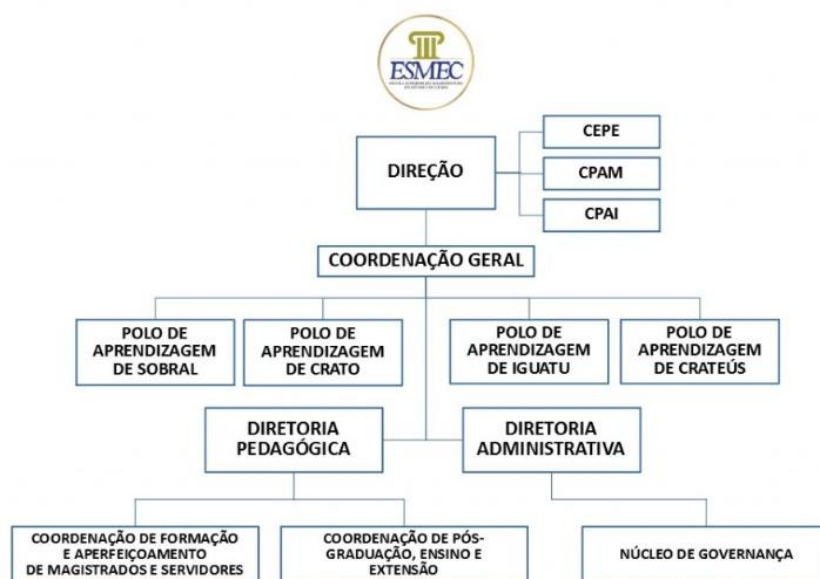 ESMEC
CEPE
DIREÇÃO
CPAM
CPAI
COORDENAÇÃO GERAL
POLO DE
APRENDIZAGEM
DE SOBRAL
POLO DE
APRENDIZAGEM
DE CRATO
POLO DE
APRENDIZAGEM
DE IGUATU
POLO DE
APRENDIZAGEM
DE CRATEÚS
DIRETORIA
PEDAGÓGICA
DIRETORIA
ADMINISTRATIVA
COORDENAÇÃO DE FORMAÇÃO
E APERFEIÇOAMENTO
DE MAGISTRADOS E SERVIDORES
COORDENAÇÃO DE PÓS-
GRADUAÇÃO, ENSINO E
EXTENSÃO
NÚCLEO DE GOVERNANÇA